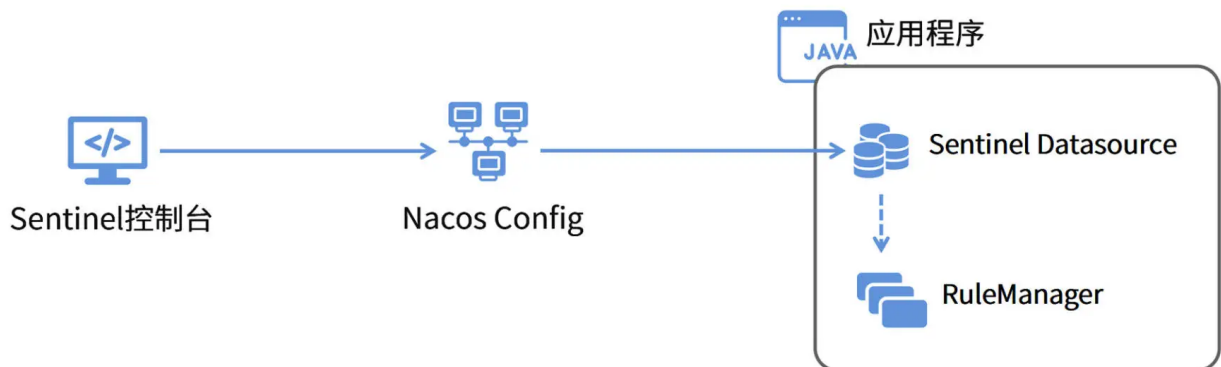 JAVA
应用程序
Sentinel Datasource
Sentinel控制台
Nacos Config
RuleManager